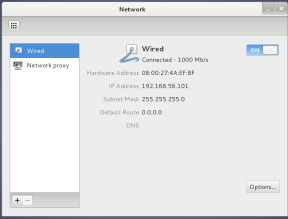 Network
Wired
Network proxy
Wired
Connected - 1000 Mb/s
ON
Hardware Address 08:00:27:4A:EF:BF
IP Address 192.168.56.101
Subnet Mask 255.255.255.0
Default Route 0.0.0.0
DNS
Options...
+ −